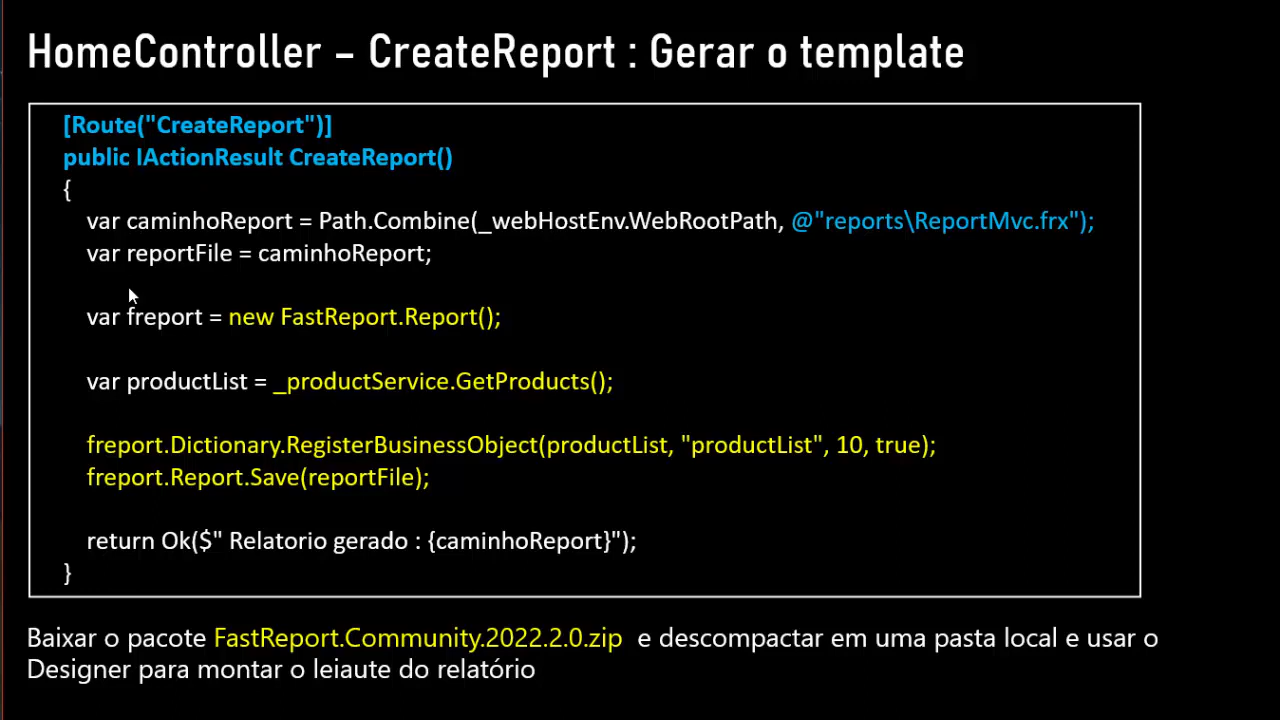 HomeController – CreateReport : Gerar o template
[Route("CreateReport")]
public IActionResult CreateReport()
{
var caminhoReport = Path.Combine(_webHostEnv.WebRootPath, @"reports\ReportMvc.frx");
var reportFile = caminhoReport;
var freport = new FastReport.Report();
var productList = _productService.GetProducts();
freport.Dictionary.RegisterBusinessObject(productList, "productList", 10, true);
freport.Report.Save(reportFile);
return Ok($" Relatorio gerado : {caminhoReport}");
}
Baixar o pacote FastReport.Community.2022.2.0.zip e descompactar em uma pasta local e usar o
Designer para montar o leiaute do relatório